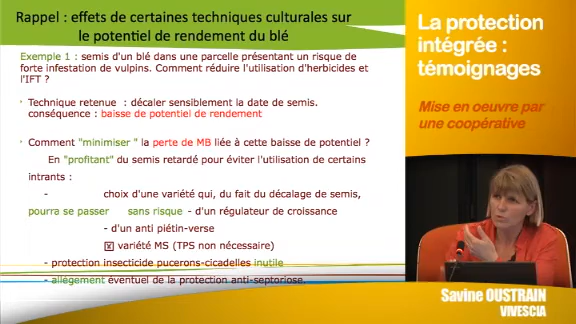 Rappel : effets de certaines techniques culturales sur
le potentiel de rendement du blé
Exemple 1 : semis d'un blé dans une parcelle présentant un risque de
forte infestation de vulpins. Comment réduire l'utilisation d'herbicides et
l'IFT ?
• Technique retenue : décaler sensiblement la date de semis.
conséquence : baisse de potentiel de rendement
• Comment "minimiser " la perte de MB liée à cette baisse de potentiel ?
En "profitant" du semis retardé pour éviter l'utilisation de certains
intrants :
- choix d'une variété qui, du fait du décalage de semis,
pourra se passer sans risque - d'un régulateur de croissance
- d'un anti piétin-verse
☒ variété MS (TPS non nécessaire)
- protection insecticide pucerons-cicadelles inutile
- allègement éventuel de la protection anti-septoriose.
La protection
intégrée :
témoignages
Mise en oeuvre par
une coopérative
Savine OUSTRAIN
VIVESCIA